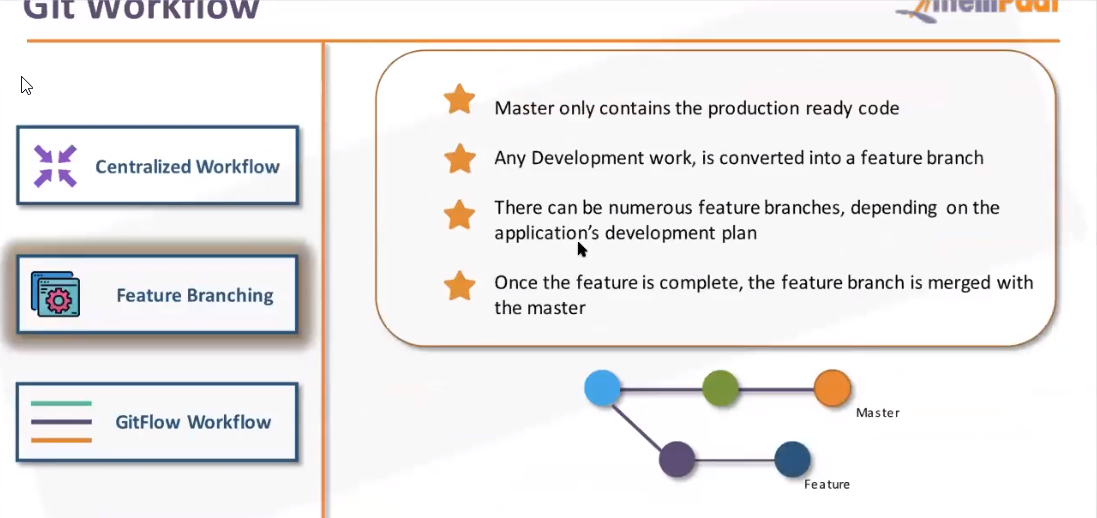 Git Workflow
Intelli Paat
Centralized Workflow
Feature Branching
GitFlow Workflow
Master only contains the production ready code
Any Development work, is converted into a feature branch
There can be numerous feature branches, depending on the
application's development plan
Once the feature is complete, the feature branch is merged with
the master
Master
Feature